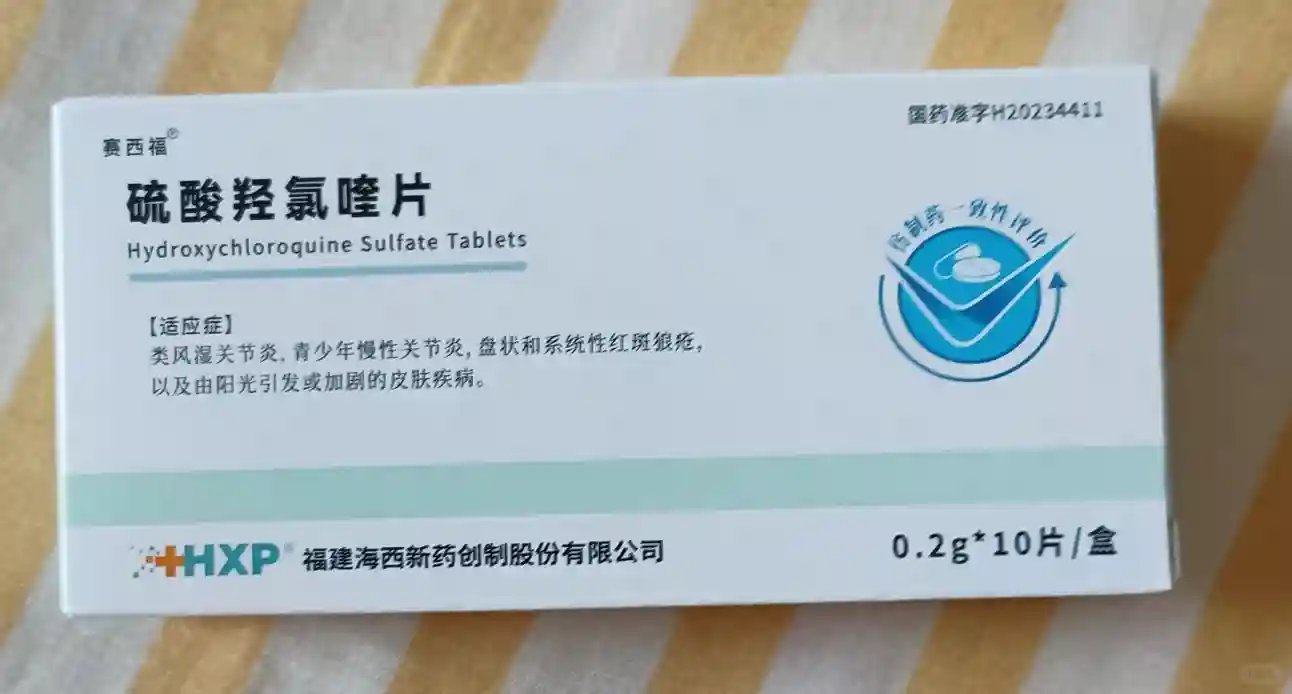 赛西福®
国药准字H20234411
硫酸羟氯喹片
Hydroxychloroquine Sulfate Tablets
仿制药一致性评价
【适应症】
类风湿关节炎,青少年慢性关节炎,盘状和系统性红斑狼疮,
以及由阳光引发或加剧的皮肤疾病。
HXP® 福建海西新药创制股份有限公司
0.2g*10片/盒